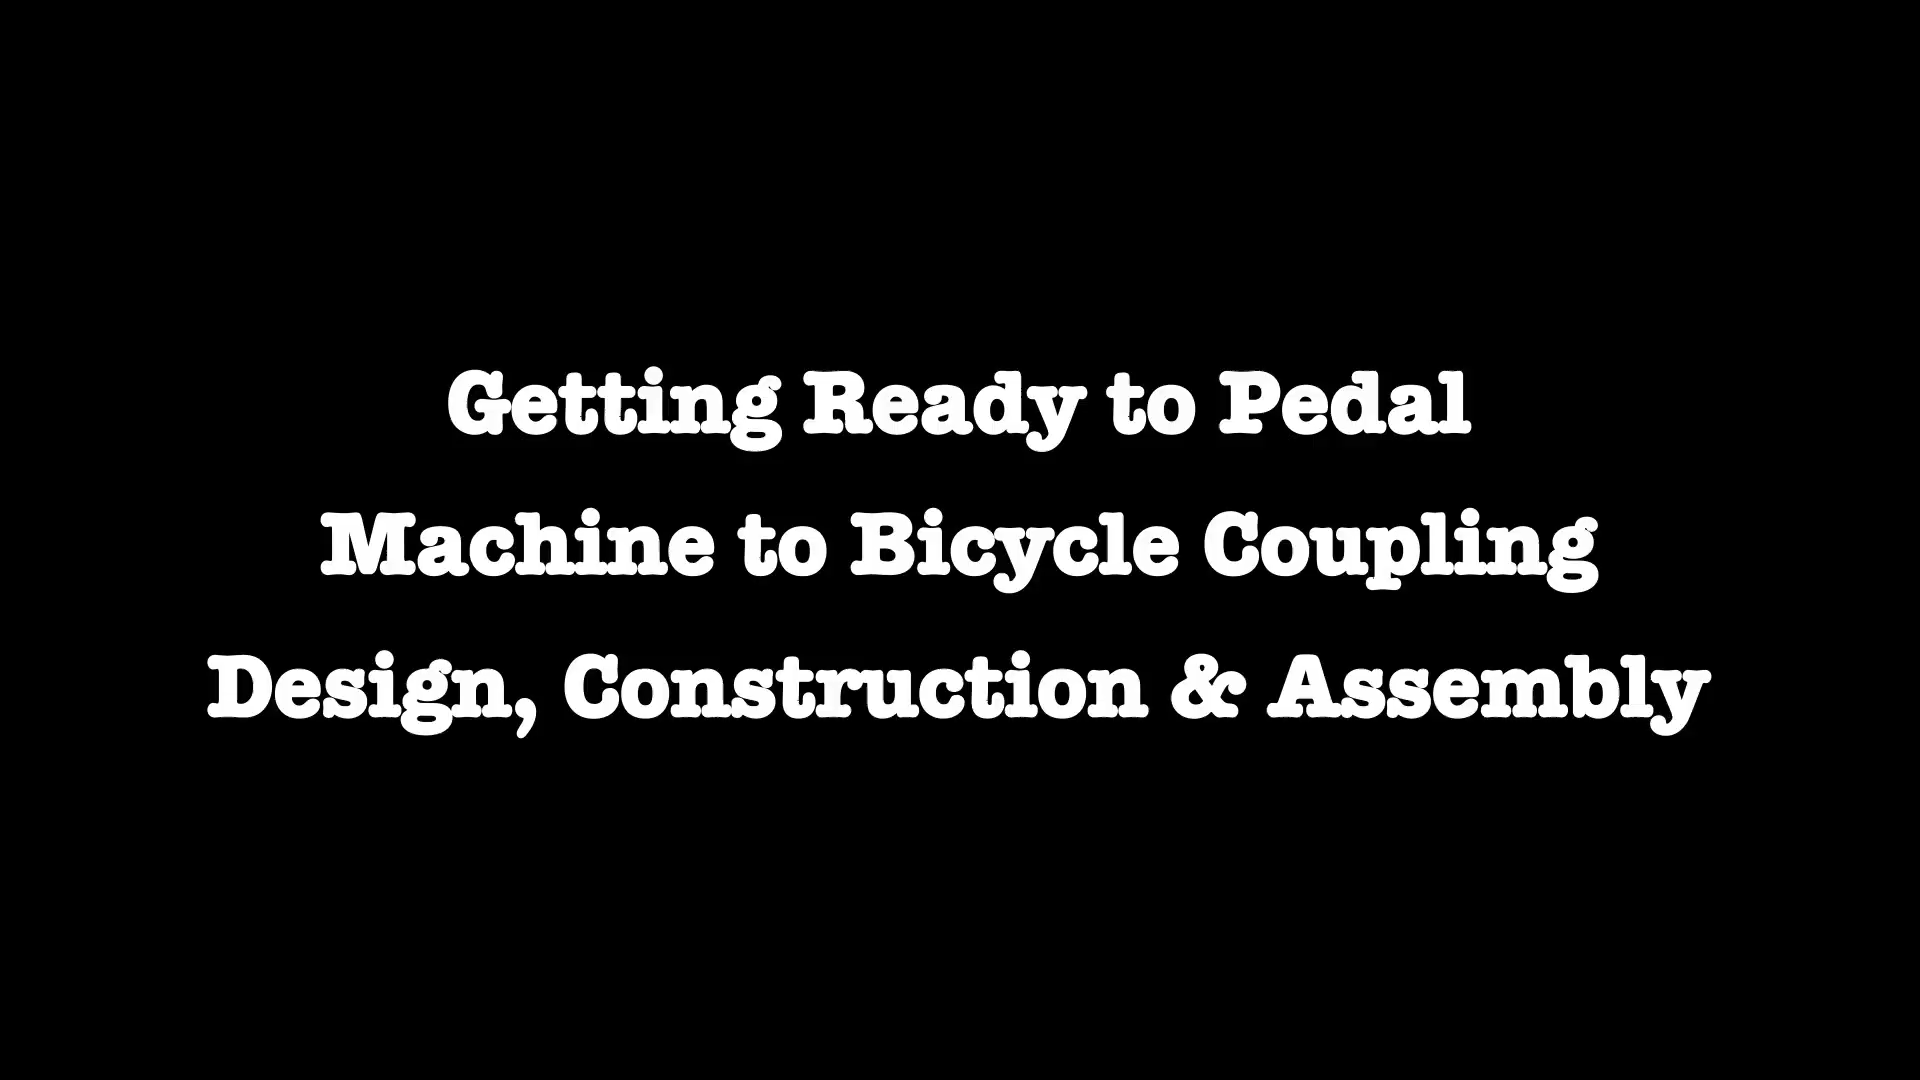 Getting Ready to Pedal
Machine to Bicycle Coupling
Design, Construction & Assembly